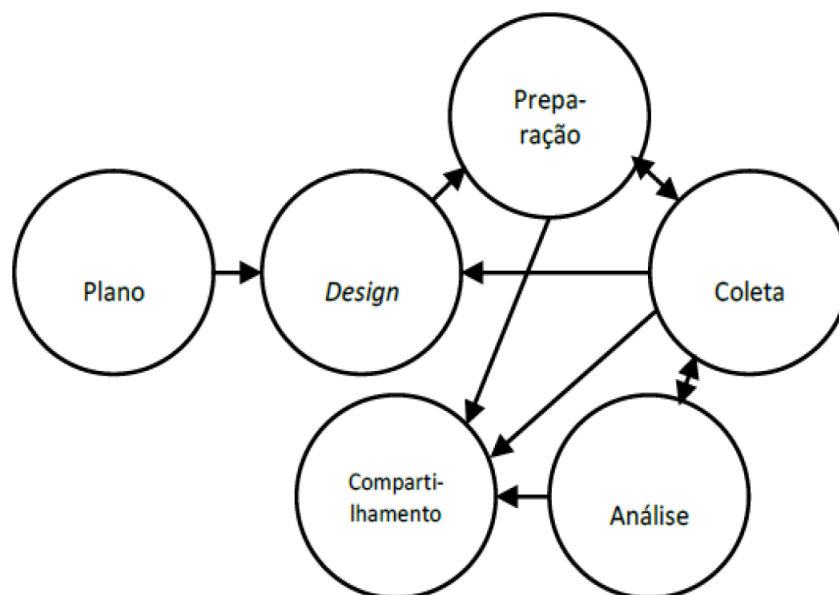 Prepa-
ração
Plano
Design
Coleta
Comparti-
lhamento
Análise